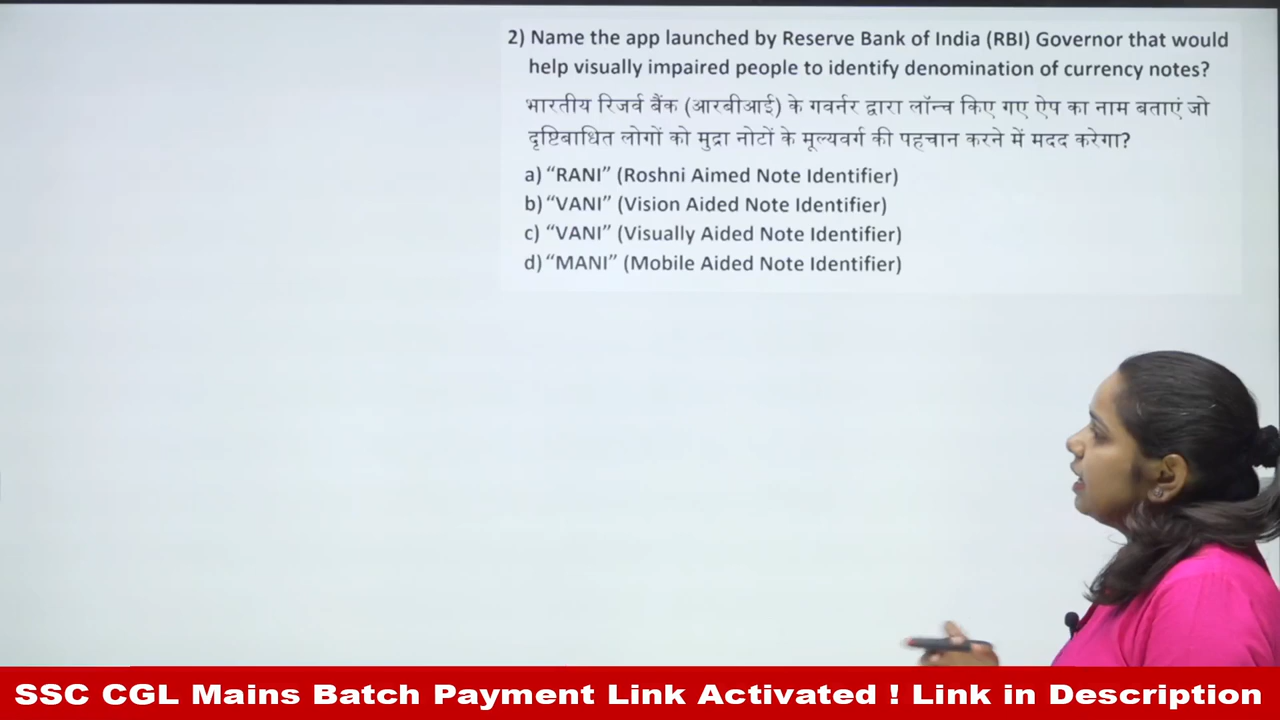 2) Name the app launched by Reserve Bank of India (RBI) Governor that would
help visually impaired people to identify denomination of currency notes?
भारतीय रिजर्व बैंक (आरबीआई) के गवर्नर द्वारा लॉन्च किए गए ऐप का नाम बताएं जो
दृष्टिबाधित लोगों को मुद्रा नोटों के मूल्यवर्ग की पहचान करने में मदद करेगा?
a) “RANI” (Roshni Aimed Note Identifier)
b) “VANI” (Vision Aided Note Identifier)
c) “VANI” (Visually Aided Note Identifier)
d) “MANI” (Mobile Aided Note Identifier)
SSC CGL Mains Batch Payment Link Activated ! Link in Description